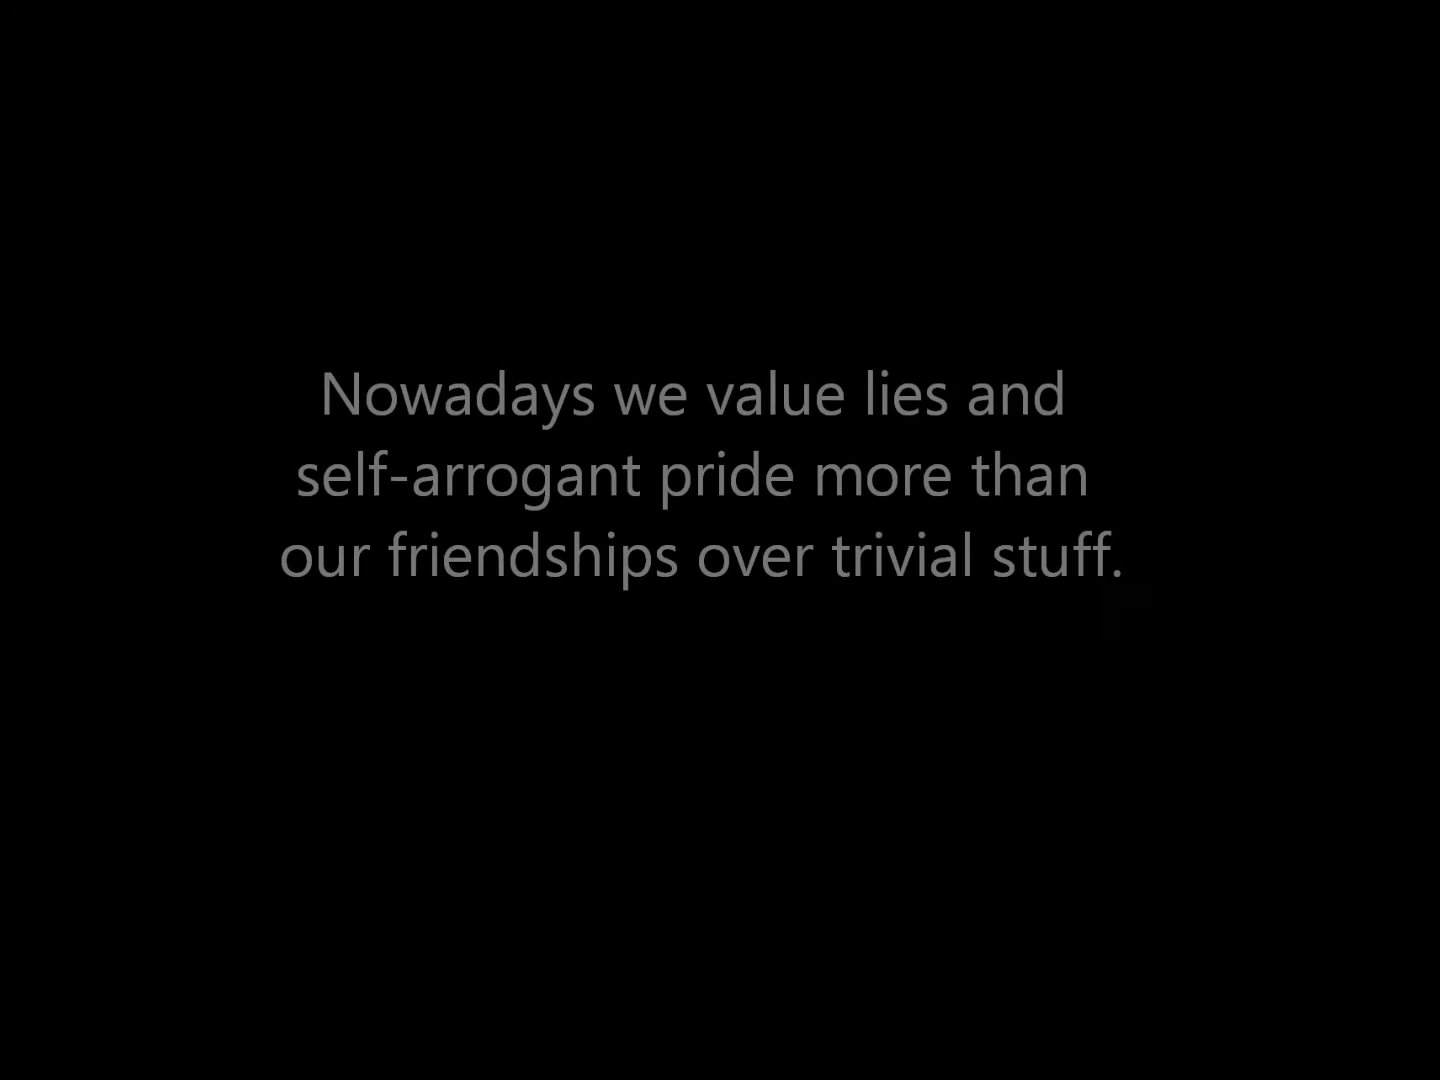 Nowadays we value lies and
self-arrogant pride more than
our friendships over trivial stuff.